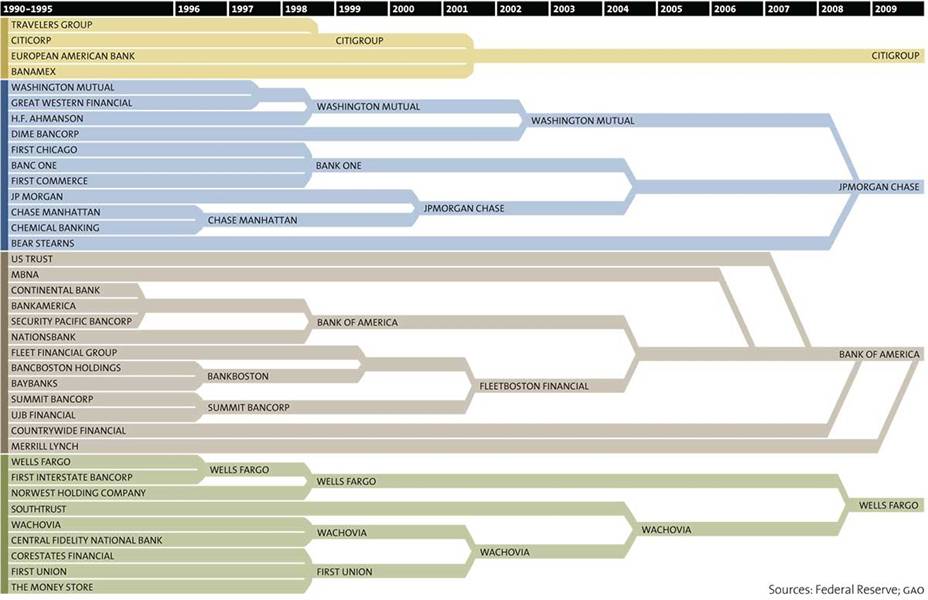 1990–1995 1996 1997 1998 1999 2000 2001 2002 2003 2004 2005 2006 2007 2008 2009
TRAVELERS GROUP
CITICORP CITIGROUP
EUROPEAN AMERICAN BANK CITIGROUP
BANAMEX
WASHINGTON MUTUAL
GREAT WESTERN FINANCIAL WASHINGTON MUTUAL
H.F. AHMANSON WASHINGTON MUTUAL
DIME BANCORP
FIRST CHICAGO
BANC ONE BANK ONE
FIRST COMMERCE JPMORGAN CHASE
JP MORGAN
CHASE MANHATTAN JPMORGAN CHASE
CHASE MANHATTAN
CHEMICAL BANKING
BEAR STEARNS
US TRUST
MBNA
CONTINENTAL BANK
BANKAMERICA
SECURITY PACIFIC BANCORP BANK OF AMERICA
NATIONSBANK
FLEET FINANCIAL GROUP BANK OF AMERICA
BANCBOSTON HOLDINGS
BANKBOSTON
BAYBANKS FLEETBOSTON FINANCIAL
SUMMIT BANCORP
SUMMIT BANCORP
UJB FINANCIAL
COUNTRYWIDE FINANCIAL
MERRILL LYNCH
WELLS FARGO
WELLS FARGO
FIRST INTERSTATE BANCORP WELLS FARGO
NORWEST HOLDING COMPANY
SOUTHTRUST WELLS FARGO
WACHOVIA
WACHOVIA WACHOVIA
CENTRAL FIDELITY NATIONAL BANK
CORESTATES FINANCIAL WACHOVIA
FIRST UNION FIRST UNION
THE MONEY STORE
Sources: Federal Reserve; GAO